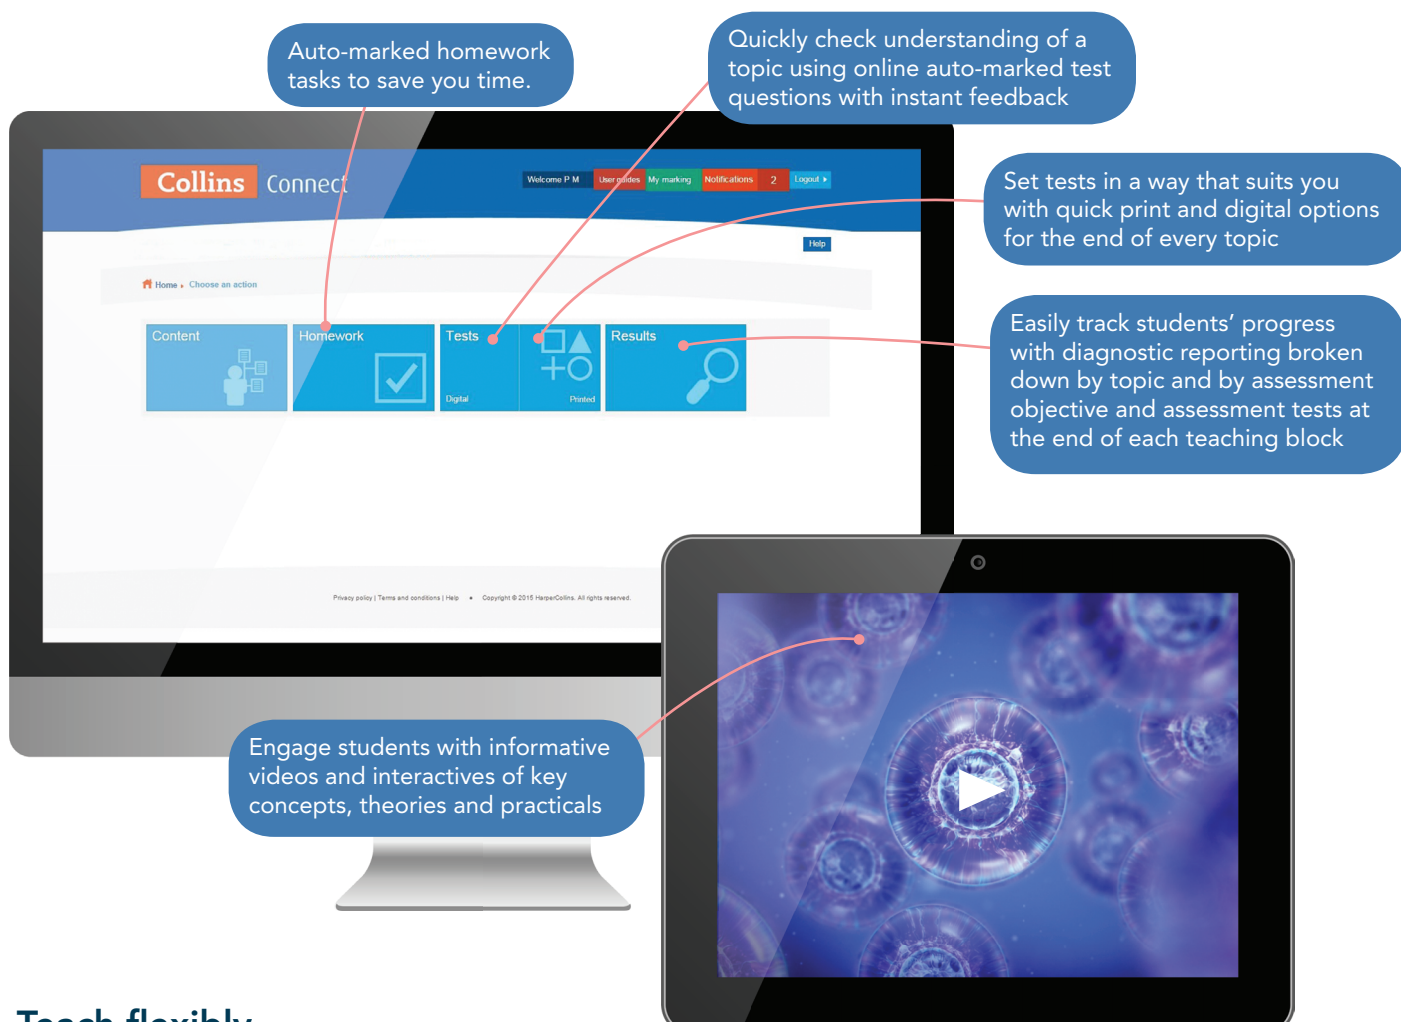 Auto-marked homework
tasks to save you time.
Quickly check understanding of a
topic using online auto-marked test
questions with instant feedback
Collins Connect
Welcome P M User guides My marking Notifications 2 Logout
Set tests in a way that suits you
with quick print and digital options
for the end of every topic
Help
Home Choose an action
Content
Homework
Tests
Digital
Printed
Results
Easily track students’ progress
with diagnostic reporting broken
down by topic and by assessment
objective and assessment tests at
the end of each teaching block
Privacy policy | Terms and conditions | Help • Copyright © 2015 HarperCollins. All rights reserved.
Engage students with informative
videos and interactives of key
concepts, theories and practicals
Teach flexibly